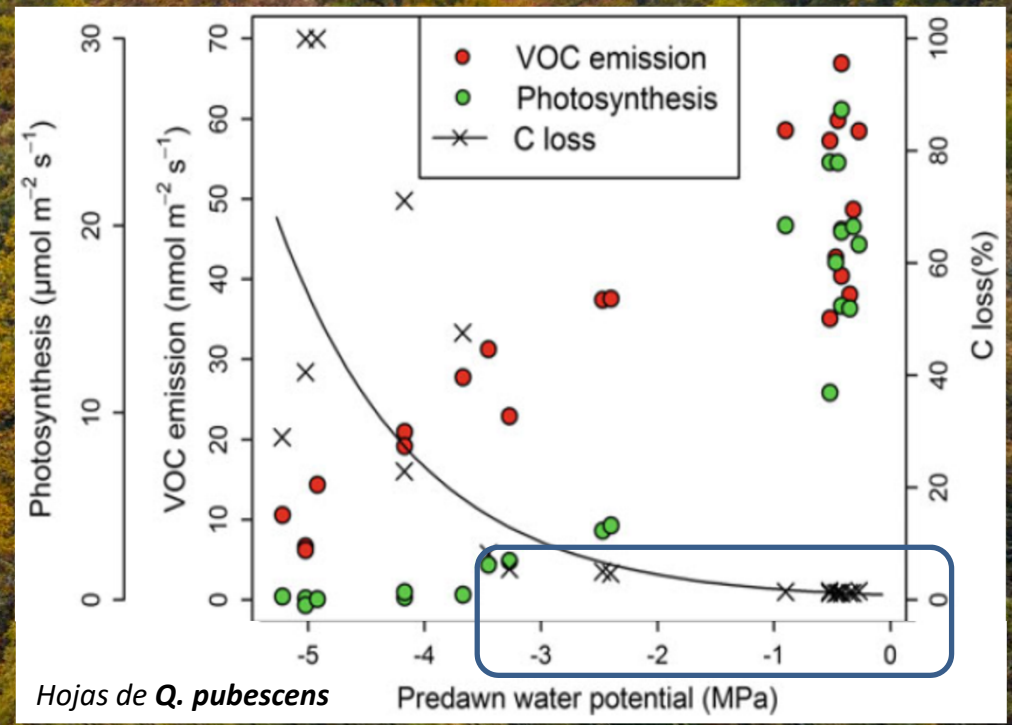 VOC emission
Photosynthesis
C loss
Photosynthesis (µmol m⁻² s⁻¹)
30
20
10
0
VOC emission (nmol m⁻² s⁻¹)
70
60
50
40
30
20
10
0
C loss(%)
100
80
60
40
20
0
-5 -4 -3 -2 -1 0
Hojas de Q. pubescens
Predawn water potential (MPa)